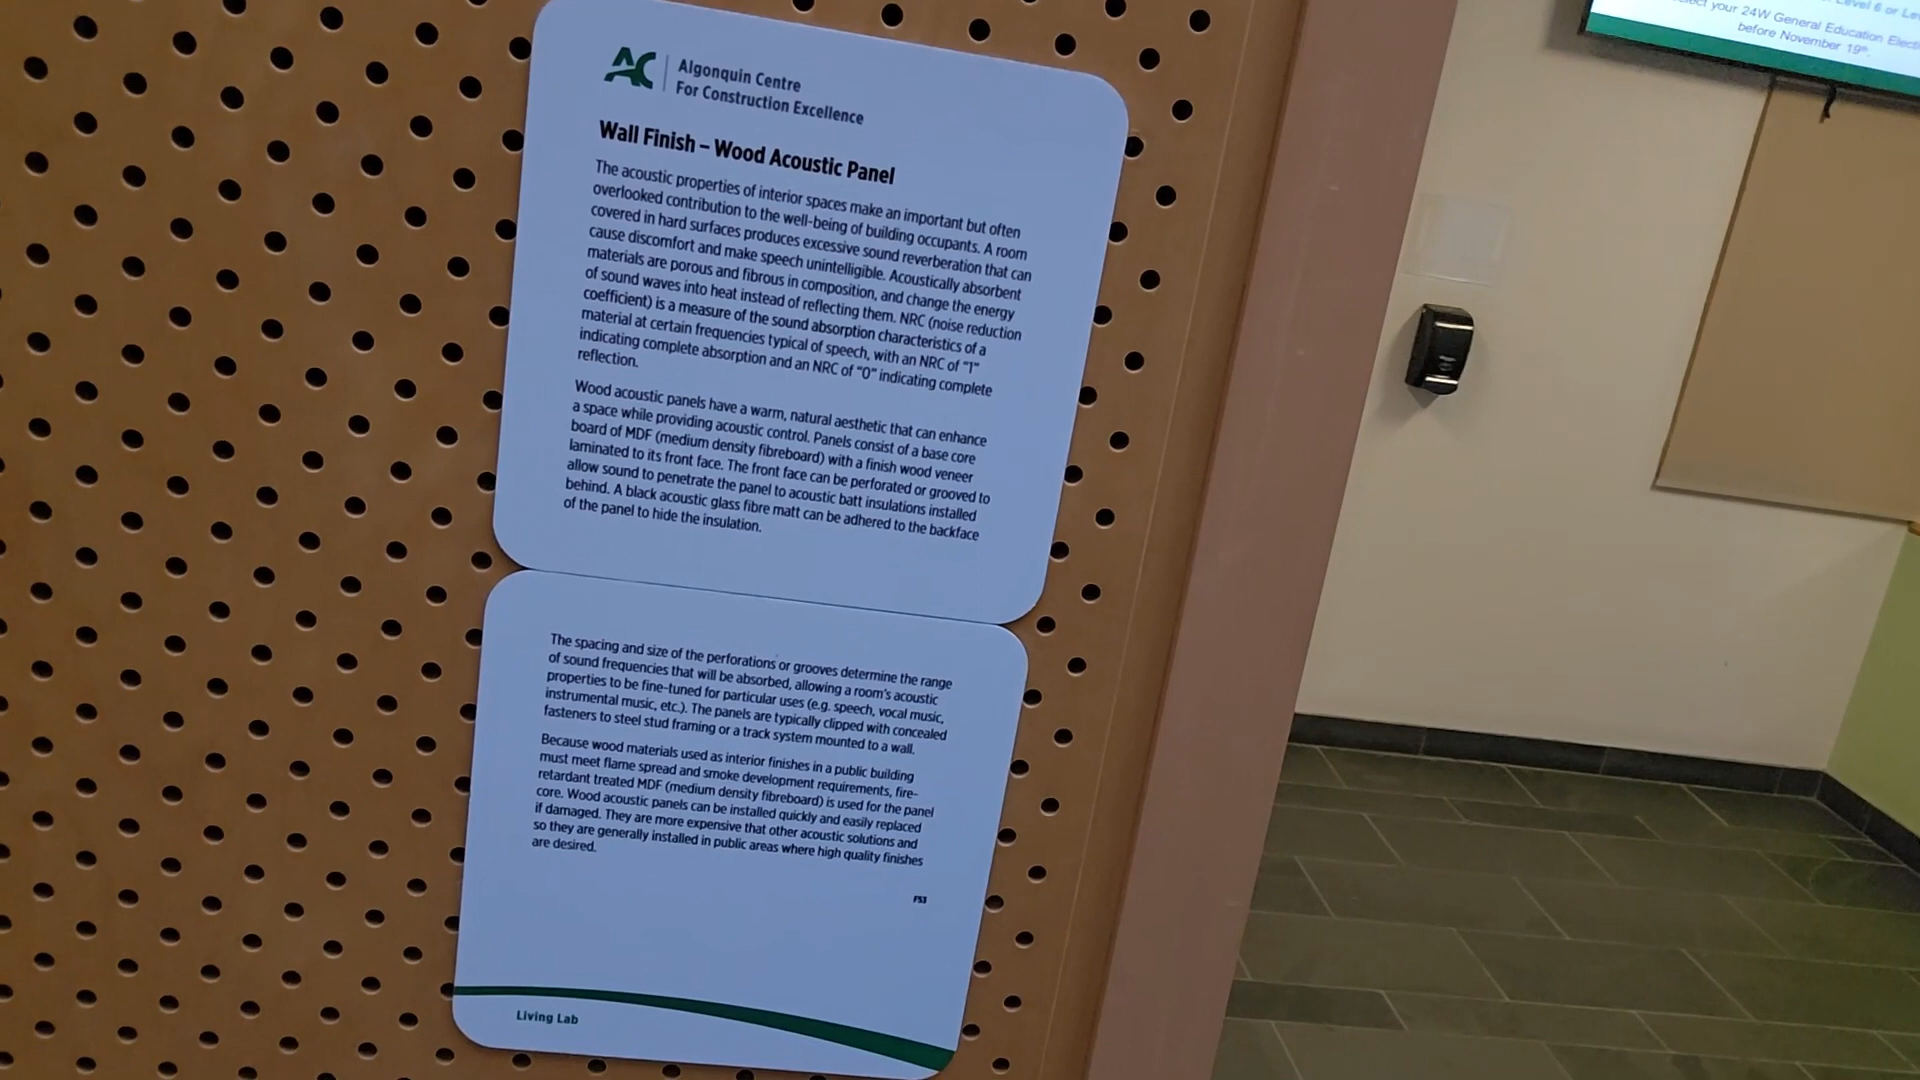 AC
Algonquin Centre
For Construction Excellence
Wall Finish – Wood Acoustic Panel
The acoustic properties of interior spaces make an important but often
overlooked contribution to the well-being of building occupants. A room
covered in hard surfaces produces excessive sound reverberation that can
cause discomfort and make speech unintelligible. Acoustically absorbent
materials are porous and fibrous in composition, and change the energy
of sound waves into heat instead of reflecting them. NRC (noise reduction
coefficient) is a measure of the sound absorption characteristics of a
material at certain frequencies typical of speech, with an NRC of "1"
indicating complete absorption and an NRC of "0" indicating complete
reflection.
Wood acoustic panels have a warm, natural aesthetic that can enhance
a space while providing acoustic control. Panels consist of a base core
board of MDF (medium density fibreboard) with a finish wood veneer
laminated to its front face. The front face can be perforated or grooved to
allow sound to penetrate the panel to acoustic batt insulations installed
behind. A black acoustic glass fibre matt can be adhered to the backface
of the panel to hide the insulation.
The spacing and size of the perforations or grooves determine the range
of sound frequencies that will be absorbed, allowing a room's acoustic
properties to be fine-tuned for particular uses (e.g. speech, vocal music,
instrumental music, etc.). The panels are typically clipped with concealed
fasteners to steel stud framing or a track system mounted to a wall.
Because wood materials used as interior finishes in a public building
must meet flame spread and smoke development requirements, fire-
retardant treated MDF (medium density fibreboard) is used for the panel
core. Wood acoustic panels can be installed quickly and easily replaced
if damaged. They are more expensive that other acoustic solutions and
so they are generally installed in public areas where high quality finishes
are desired.
F53
Living Lab
Level 6 or
your 24W General Education
before November 19th.